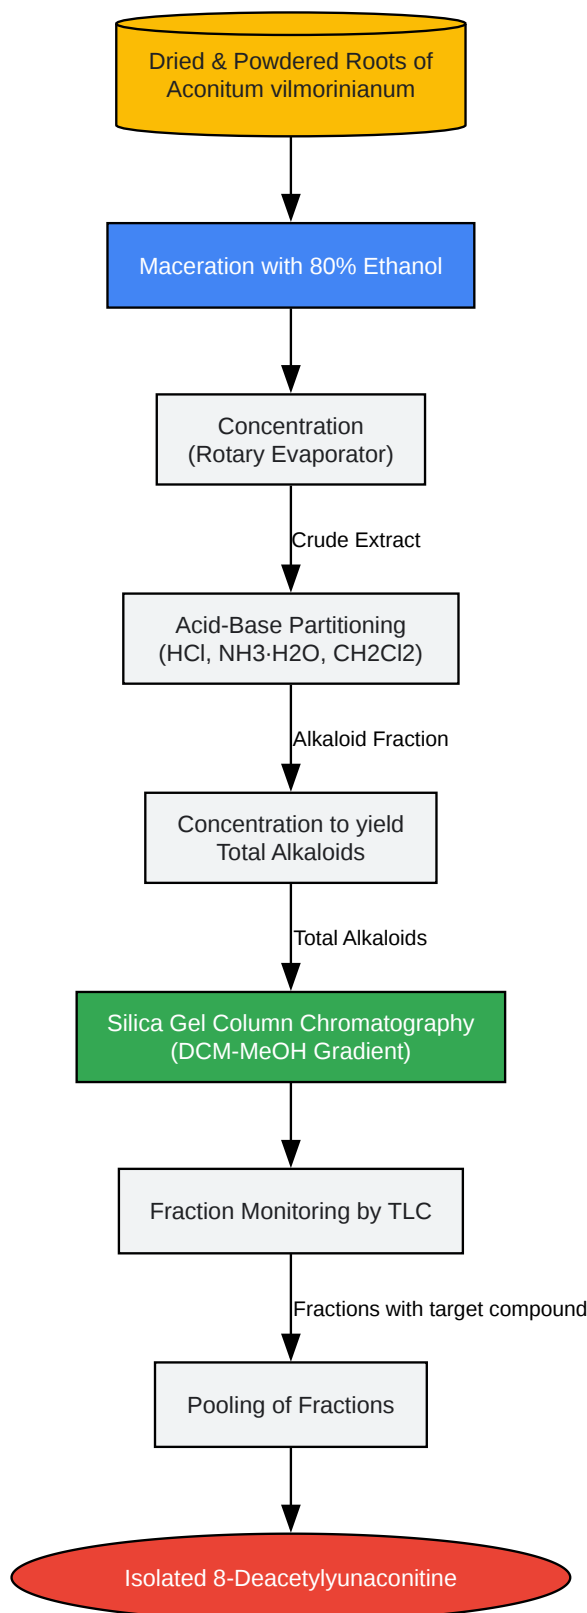 Dried & Powdered Roots of
Aconitum vilmorinianum
Maceration with 80% Ethanol
Concentration
(Rotary Evaporator)
Crude Extract
Acid-Base Partitioning
(HCl, NH3·H2O, CH2Cl2)
Alkaloid Fraction
Concentration to yield
Total Alkaloids
Total Alkaloids
Silica Gel Column Chromatography
(DCM-MeOH Gradient)
Fraction Monitoring by TLC
Fractions with target compound
Pooling of Fractions
Isolated 8-Deacetylyunaconitine